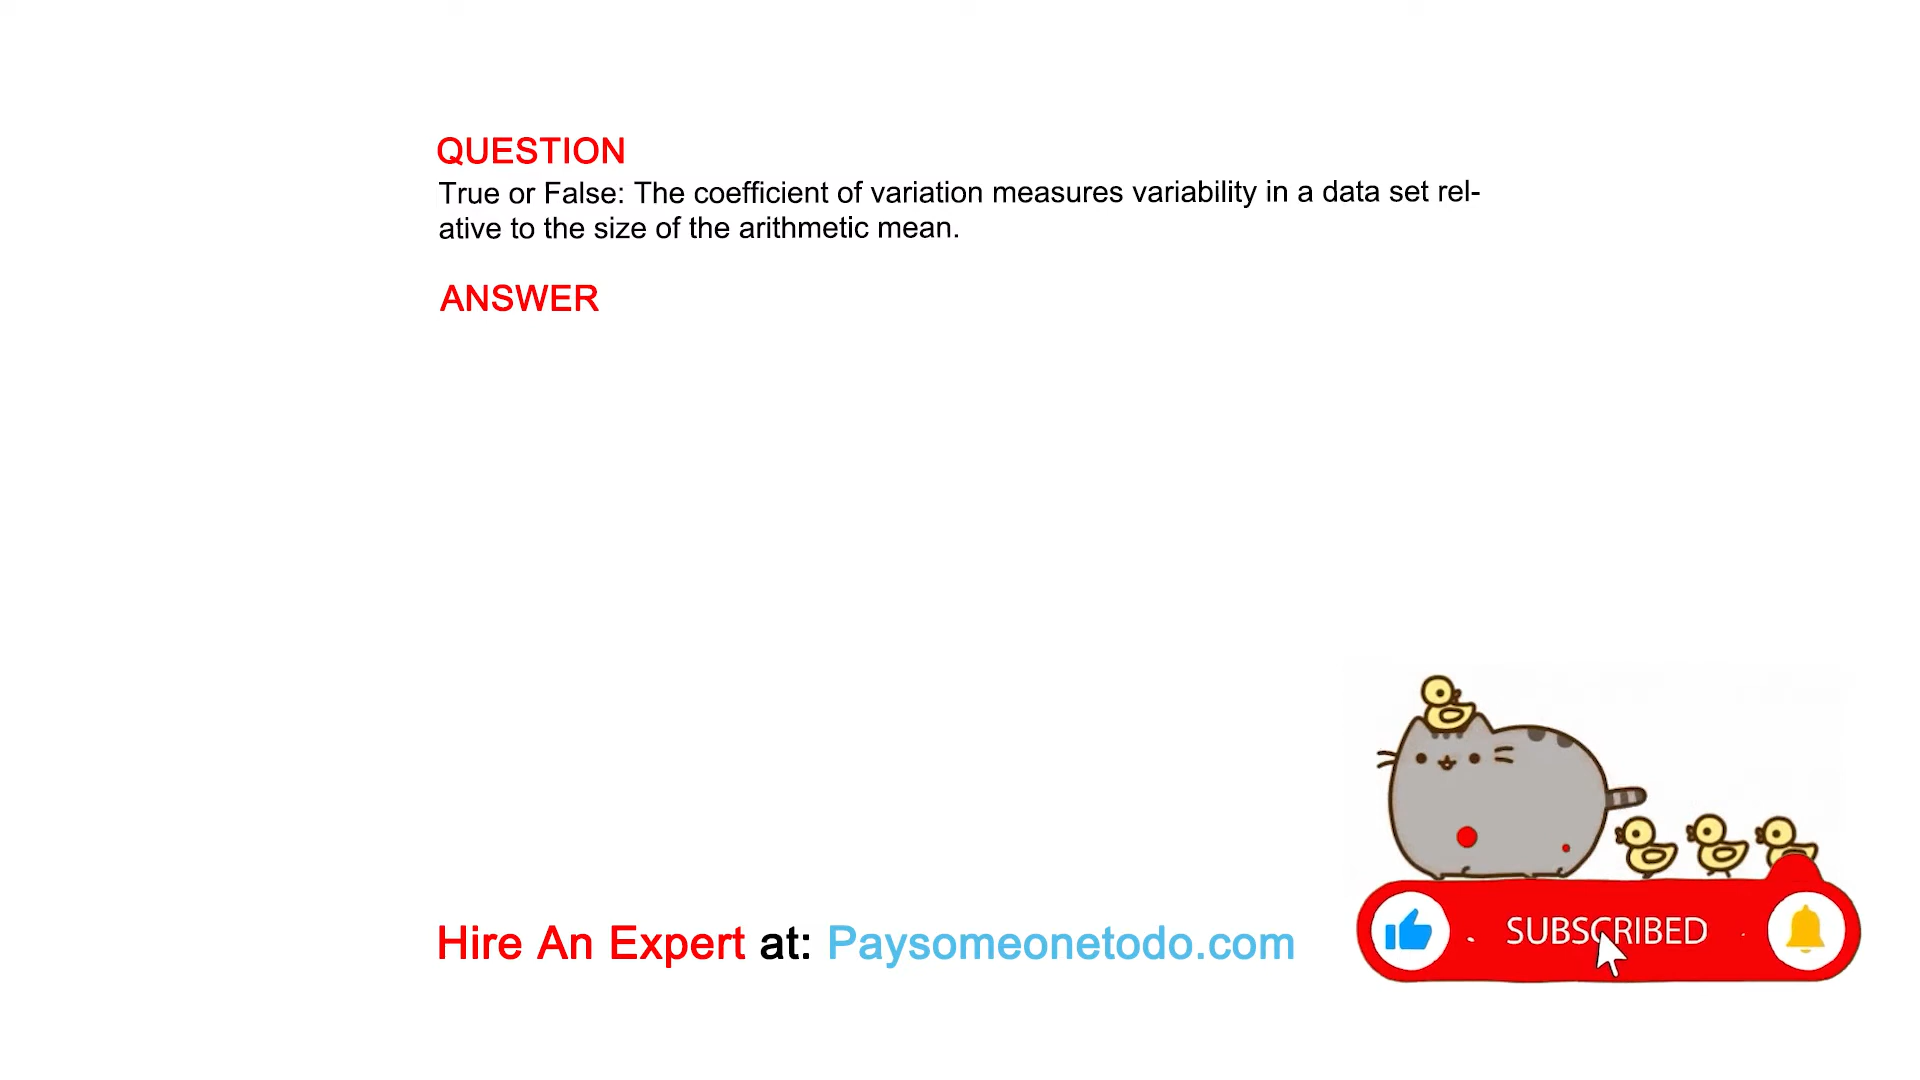 QUESTION
True or False: The coefficient of variation measures variability in a data set rel-
ative to the size of the arithmetic mean.
ANSWER
Hire An Expert at: Paysomeonetodo.com
SUBSCRIBED